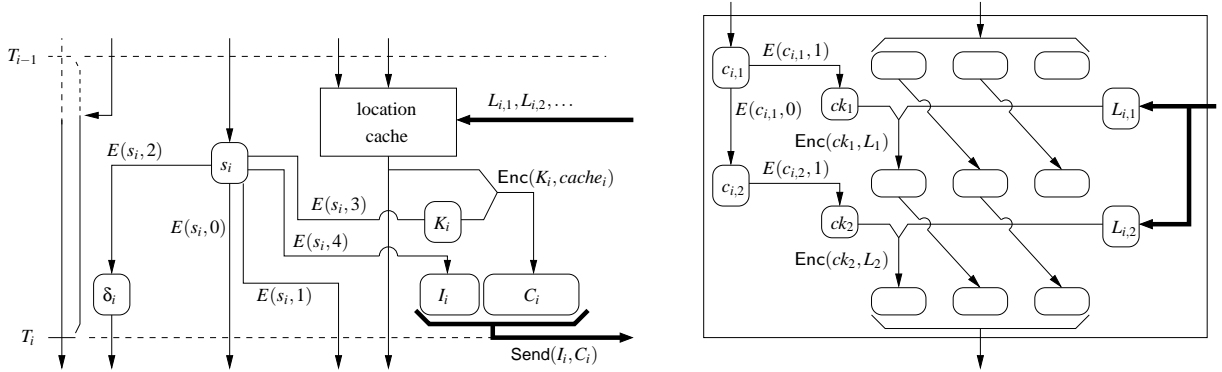 T_{i−1}
L_{i,1}, L_{i,2}, …
location
cache
E(s_i, 2)
s_i
Enc(K_i, cache_i)
E(s_i, 3)
E(s_i, 0)
K_i
E(s_i, 4)
δ_i
E(s_i, 1)
I_i
C_i
T_i
Send(I_i, C_i)
E(c_{i,1}, 1)
c_{i,1}
ck_1
L_{i,1}
E(c_{i,1}, 0)
Enc(ck_1, L_1)
E(c_{i,2}, 1)
c_{i,2}
ck_2
L_{i,2}
Enc(ck_2, L_2)